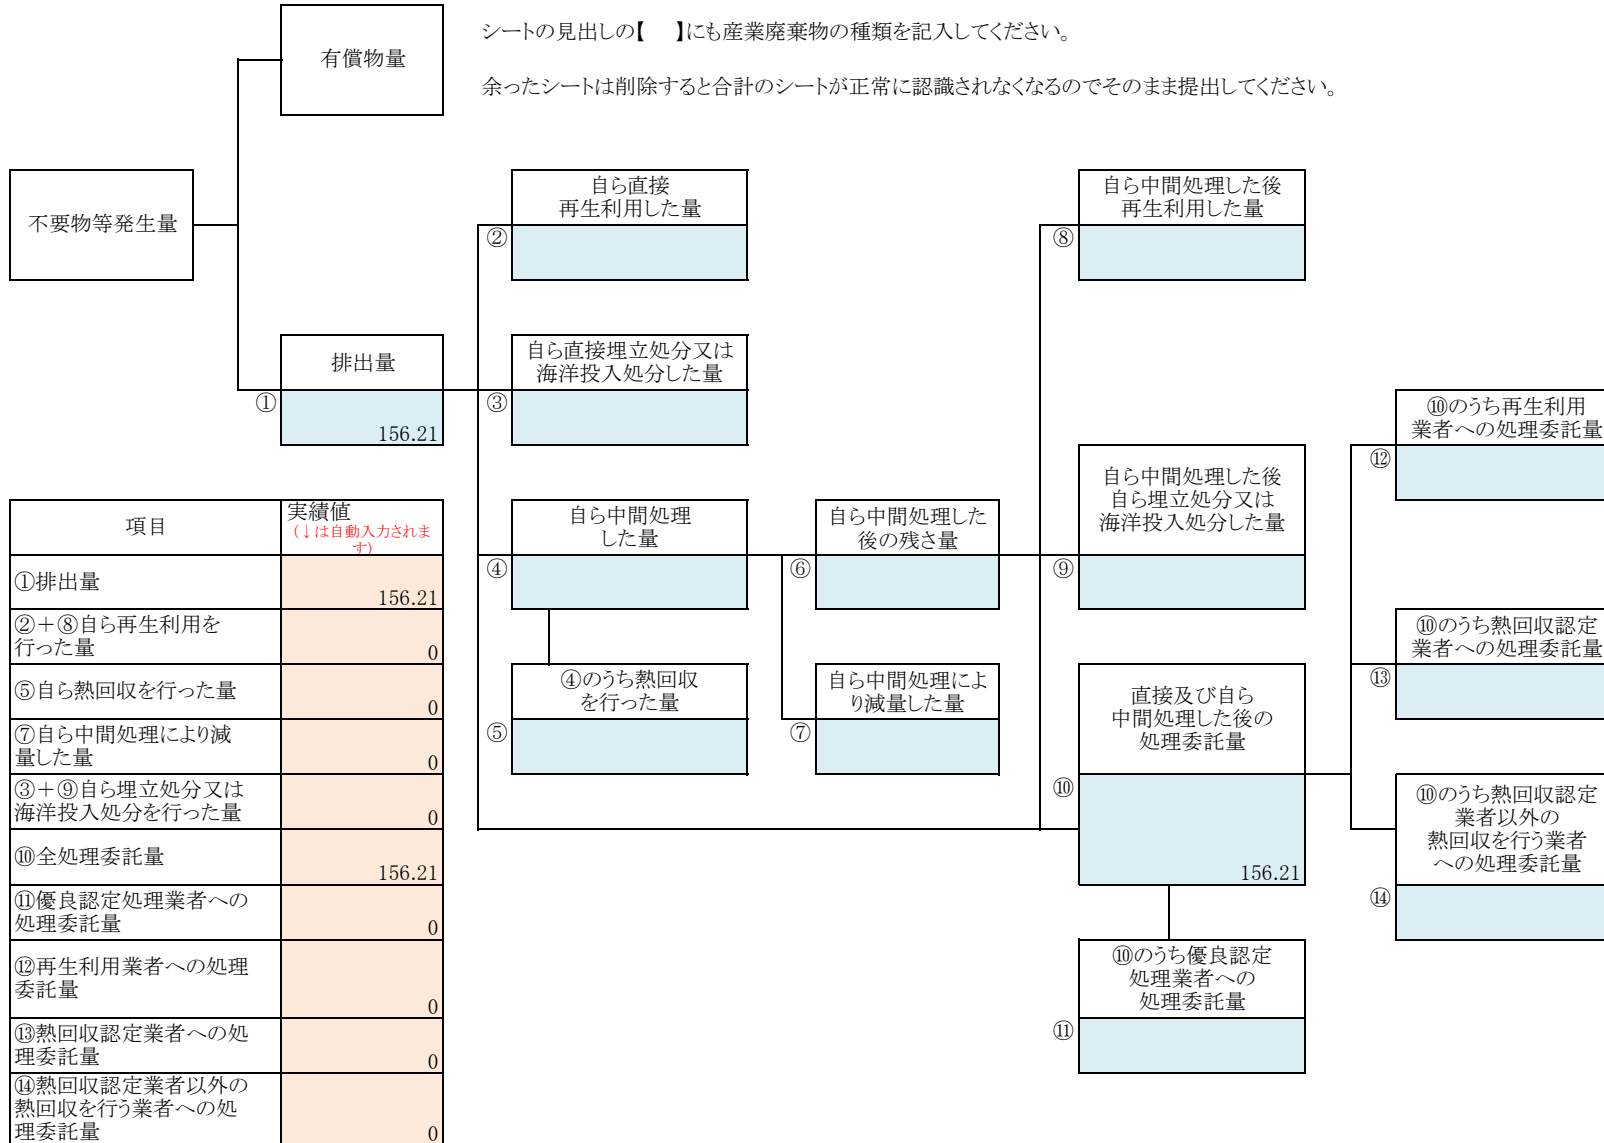 有償物量
シートの見出しの【　】にも産業廃棄物の種類を記入してください。
余ったシートは削除すると合計のシートが正常に認識されなくなるのでそのまま提出してください。
不要物等発生量
自ら直接
再生利用した量
②
自ら中間処理した後
再生利用した量
⑧
排出量
①
156.21
自ら直接埋立処分又は
海洋投入処分した量
③
⑩のうち再生利用
業者への処理委託量
⑫
自ら中間処理
した量
④
自ら中間処理した
後の残さ量
⑥
自ら中間処理した後
自ら埋立処分又は
海洋投入処分した量
⑨
⑩のうち熱回収認定
業者への処理委託量
⑬
④のうち熱回収
を行った量
⑤
自ら中間処理によ
り減量した量
⑦
直接及び自ら
中間処理した後の
処理委託量
⑩
156.21
⑩のうち熱回収認定
業者以外の
熱回収を行う業者
への処理委託量
⑭
⑩のうち優良認定
処理業者への
処理委託量
⑪
項目
実績値
(↓は自動入力されま
す)
①排出量
156.21
②＋⑧自ら再生利用を
行った量
0
⑤自ら熱回収を行った量
0
⑦自ら中間処理により減
量した量
0
③＋⑨自ら埋立処分又は
海洋投入処分を行った量
0
⑩全処理委託量
156.21
⑪優良認定処理業者への
処理委託量
0
⑫再生利用業者への処理
委託量
0
⑬熱回収認定業者への処
理委託量
0
⑭熱回収認定業者以外の
熱回収を行う業者への処
理委託量
0